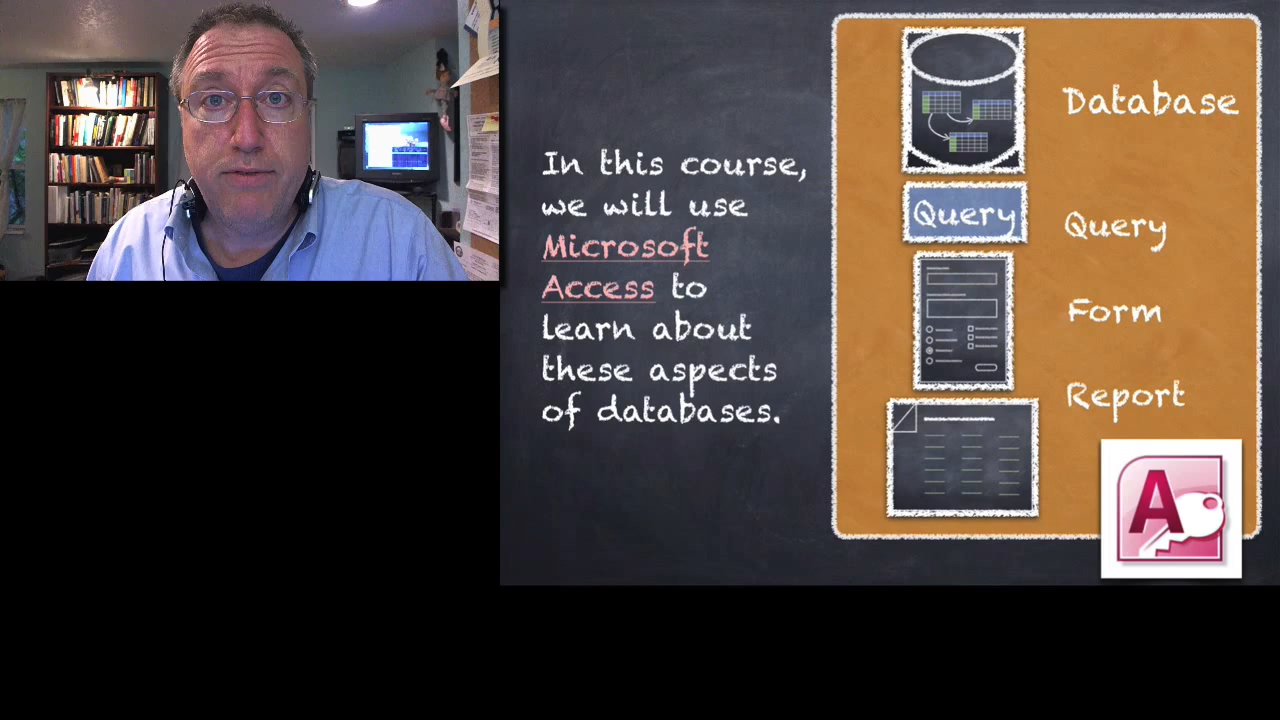 In this course,
we will use
Microsoft
Access to
learn about
these aspects
of databases.
Database
Query
Query
Form
Report
A